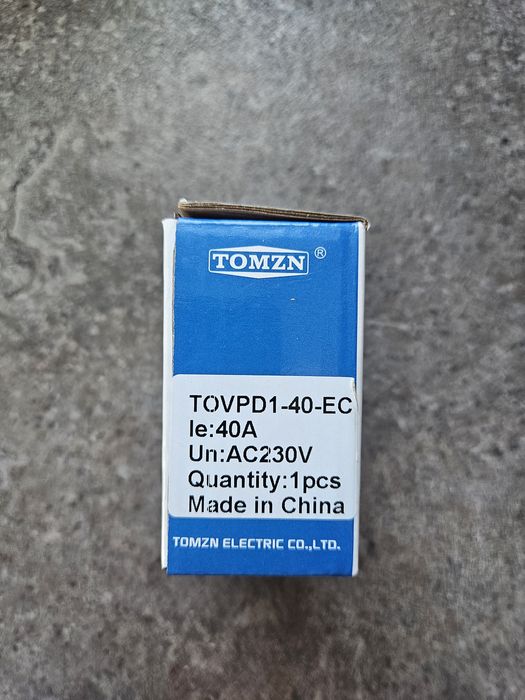 TOMZN ®
TOVPD1-40-EC
Ie:40A
Un:AC230V
Quantity:1pcs
Made in China
TOMZN ELECTRIC CO.,LTD.